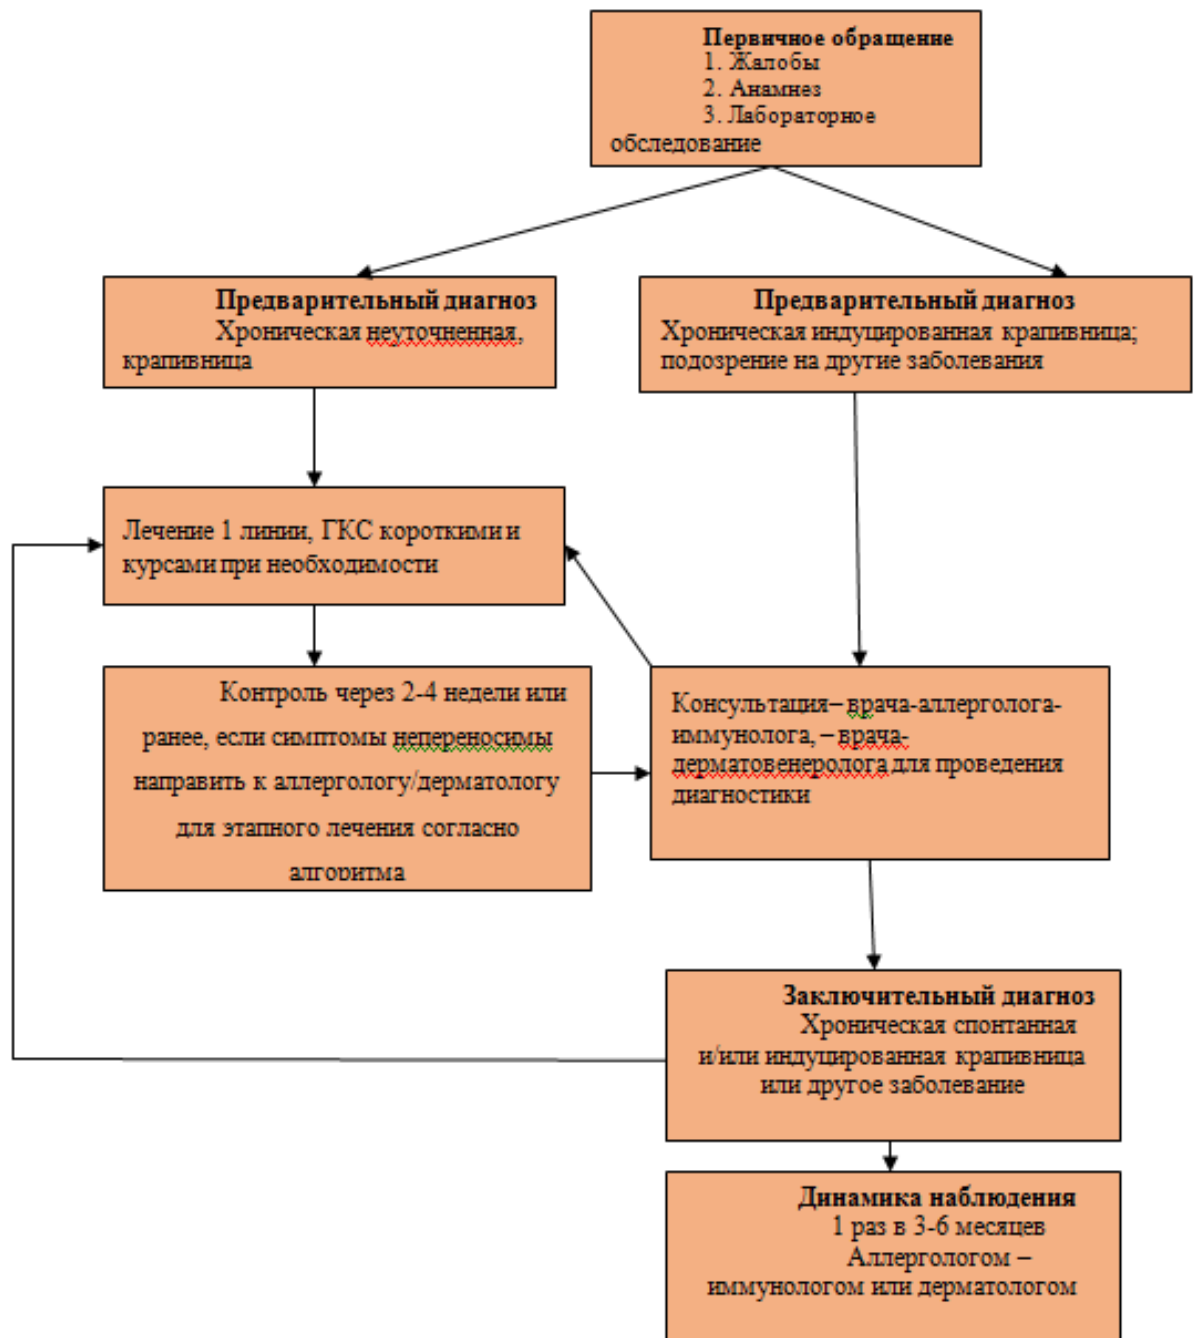 Первичное обращение
1. Жалобы
2. Анамнез
3. Лабораторное
обследование
Предварительный диагноз
Хроническая неуточненная,
крапивница
Предварительный диагноз
Хроническая индуцированная крапивница;
подозрение на другие заболевания
Лечение 1 линии, ГКС короткими и
курсами при необходимости
Контроль через 2-4 недели или
ранее, если симптомы непереносимы
направить к аллергологу/дерматологу
для этапного лечения согласно
алгоритма
Консультация– врача-аллерголога-
иммунолога, – врача-
дерматовенеролога для проведения
диагностики
Заключительный диагноз
Хроническая спонтанная
и/или индуцированная крапивница
или другое заболевание
Динамика наблюдения
1 раз в 3-6 месяцев
Аллергологом –
иммунологом или дерматологом